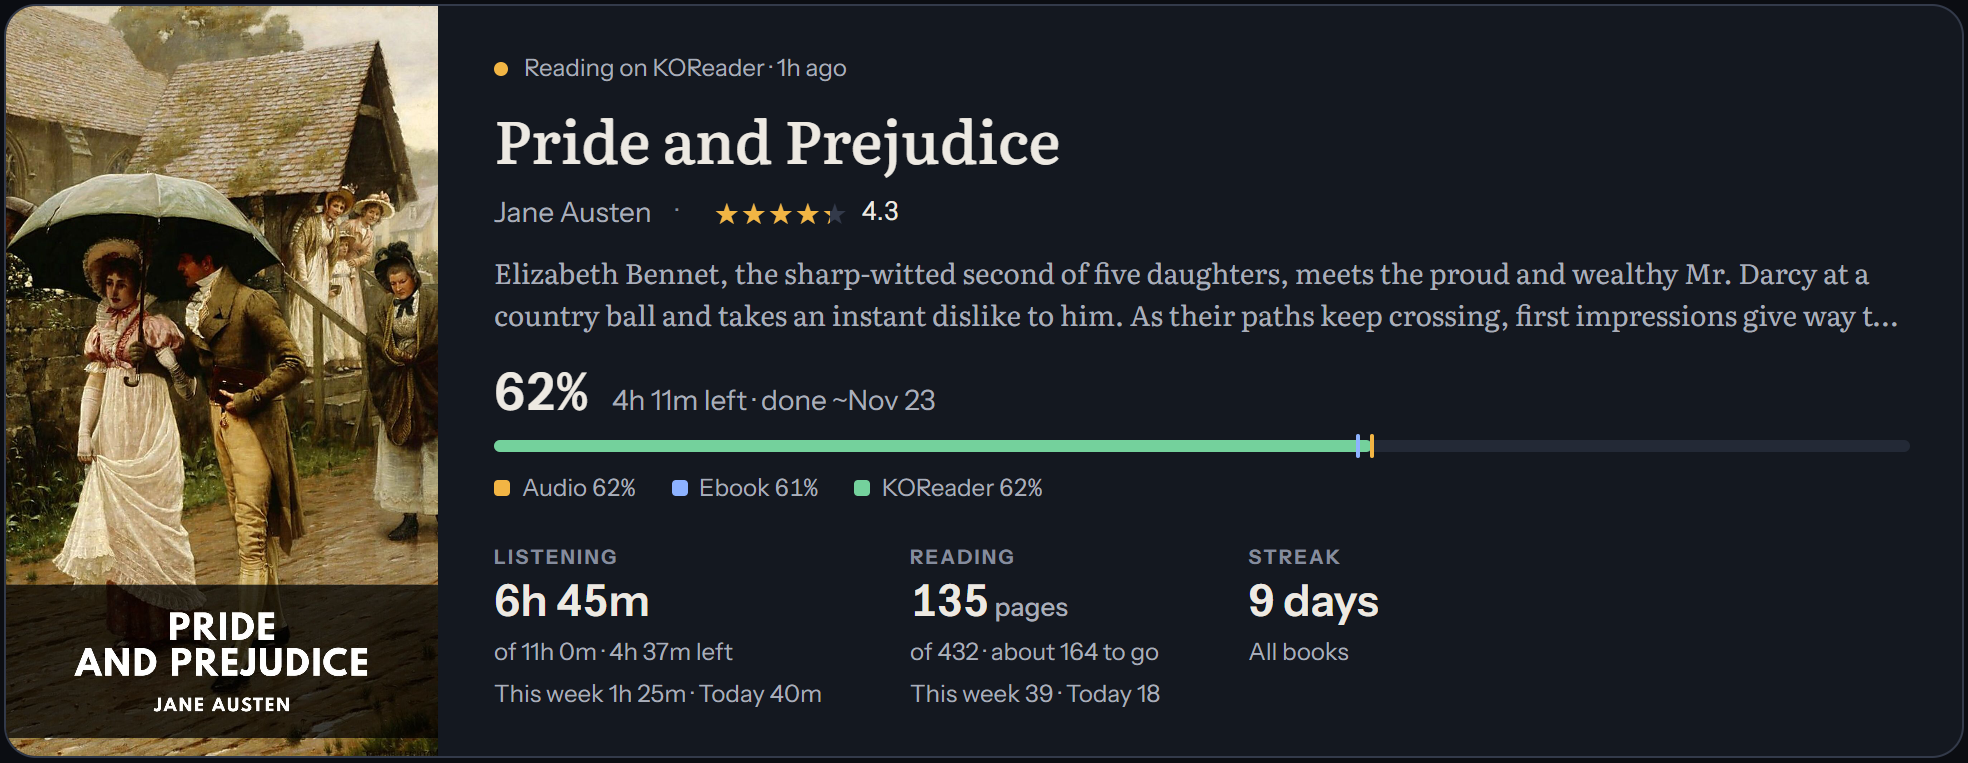 Reading on KOReader · 1h ago
Pride and Prejudice
Jane Austen · 4.3
Elizabeth Bennet, the sharp-witted second of five daughters, meets the proud and wealthy Mr. Darcy at a
country ball and takes an instant dislike to him. As their paths keep crossing, first impressions give way t...
62% 4h 11m left · done ~Nov 23
Audio 62% Ebook 61% KOReader 62%
LISTENING
6h 45m
of 11h 0m · 4h 37m left
This week 1h 25m · Today 40m
READING
135 pages
of 432 · about 164 to go
This week 39 · Today 18
STREAK
9 days
All books
PRIDE
AND PREJUDICE
JANE AUSTEN